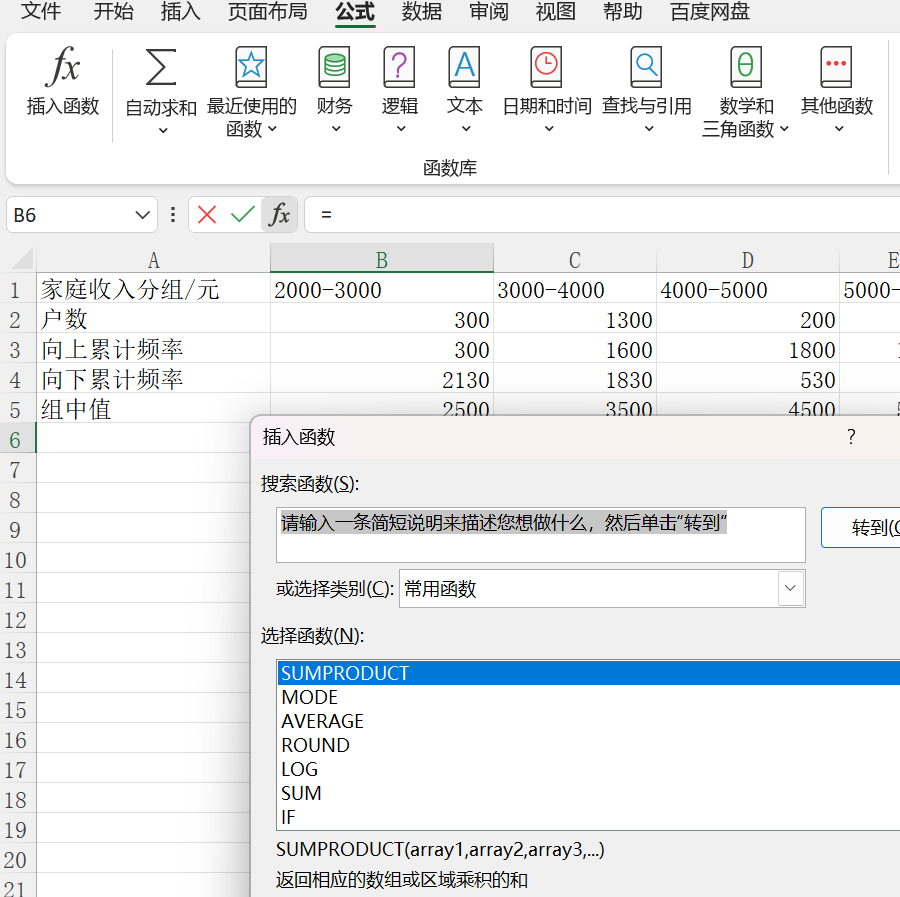 文件 开始 插入 页面布局 公式 数据 审阅 视图 帮助 百度网盘
fx
插入函数 自动求和 最近使用的函数 财务 逻辑 文本 日期和时间 查找与引用 数学和三角函数 其他函数
函数库
B6 fx =
A B C D E
1 家庭收入分组/元 2000-3000 3000-4000 4000-5000 5000-
2 户数 300 1300 200
3 向上累计频率 300 1600 1800
4 向下累计频率 2130 1830 530
5 组中值 2500 3500 4500
6
7
8
9
10
11
12
13
14
15
16
17
18
19
20
21
插入函数 ?
搜索函数(S):
请输入一条简短说明来描述您想做什么，然后单击"转到"
转到(G
或选择类别(C): 常用函数
选择函数(N):
SUMPRODUCT
MODE
AVERAGE
ROUND
LOG
SUM
IF
SUMPRODUCT(array1,array2,array3,...)
返回相应的数组或区域乘积的和